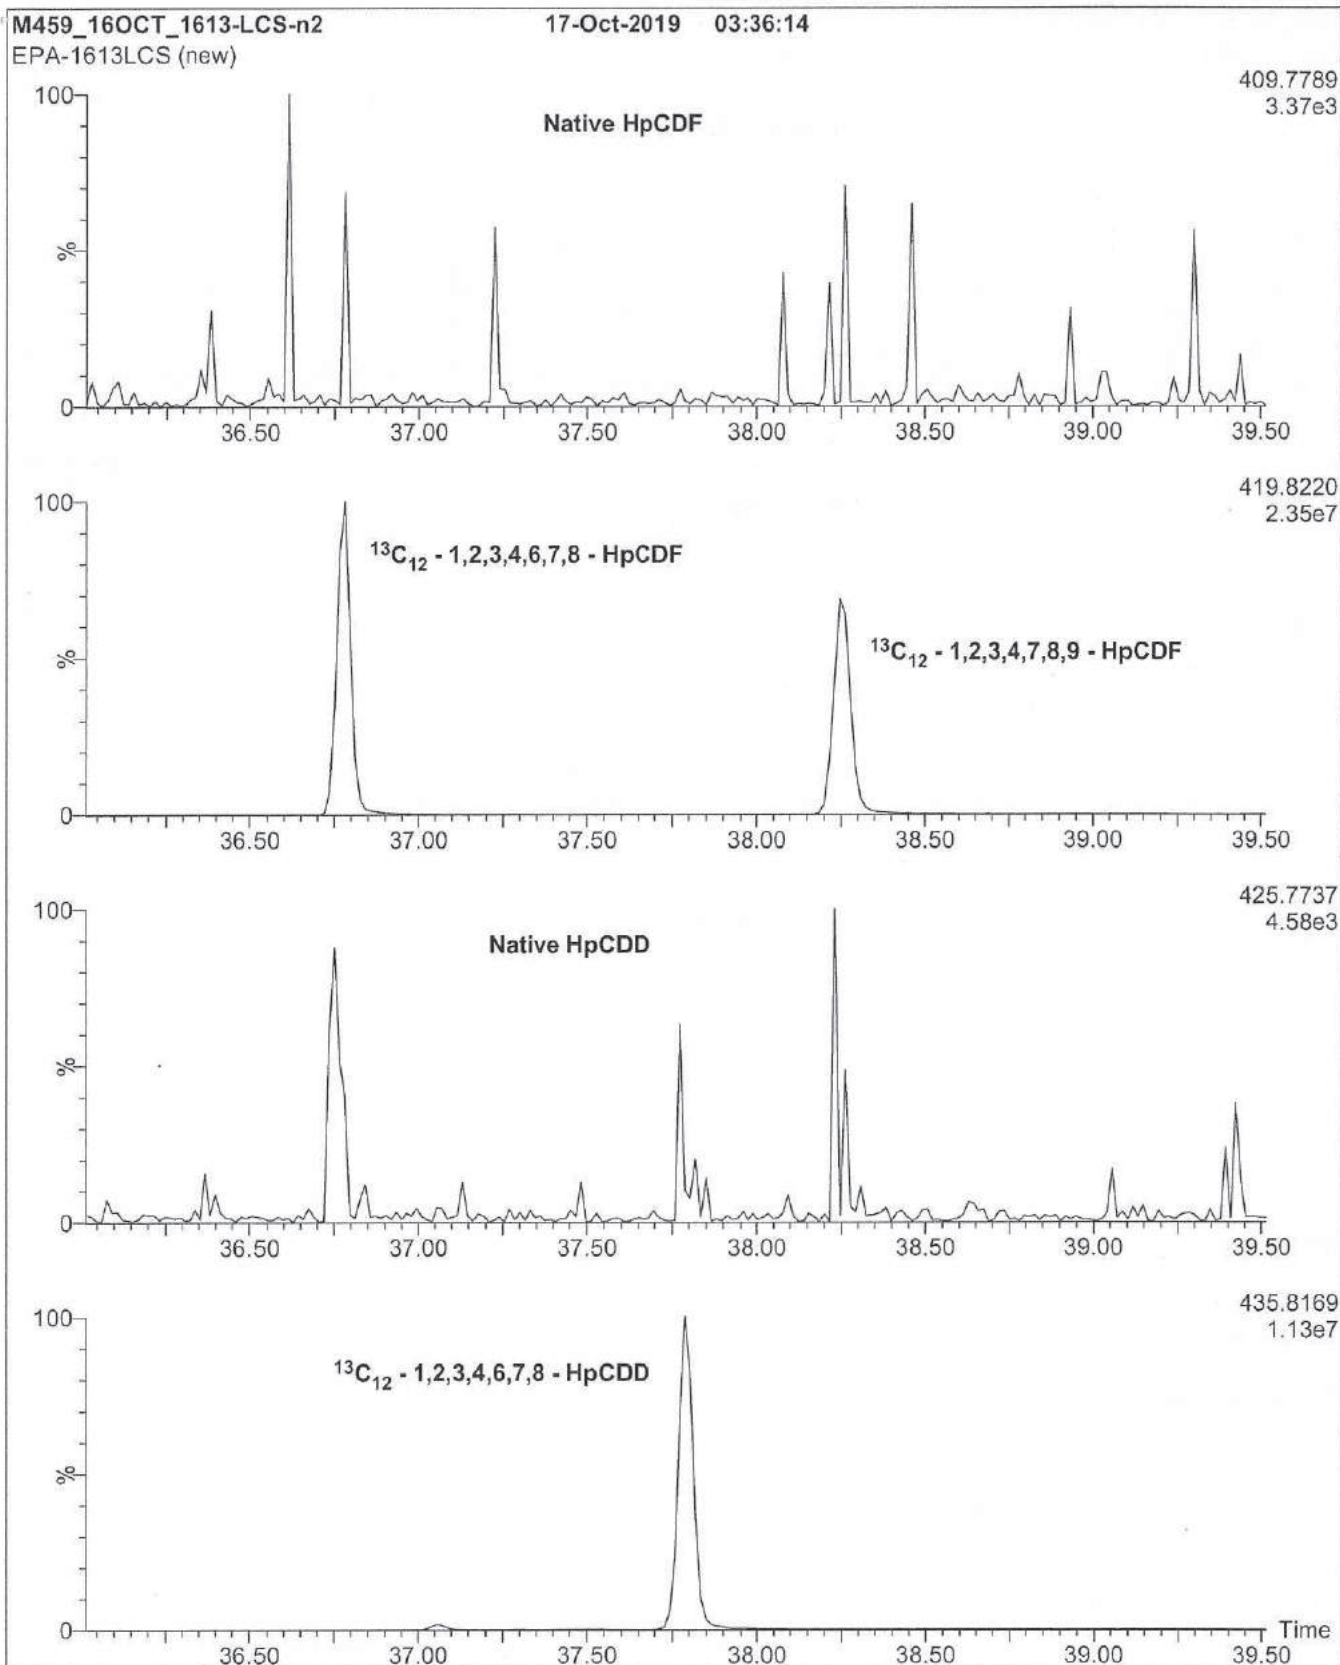 M459_16OCT_1613-LCS-n2 17-Oct-2019 03:36:14
EPA-1613LCS (new)
409.7789
3.37e3
100
Native HpCDF
%
0
36.50 37.00 37.50 38.00 38.50 39.00 39.50
419.8220
2.35e7
100
¹³C₁₂ - 1,2,3,4,6,7,8 - HpCDF
¹³C₁₂ - 1,2,3,4,7,8,9 - HpCDF
%
0
36.50 37.00 37.50 38.00 38.50 39.00 39.50
425.7737
4.58e3
100
Native HpCDD
%
0
36.50 37.00 37.50 38.00 38.50 39.00 39.50
435.8169
1.13e7
100
¹³C₁₂ - 1,2,3,4,6,7,8 - HpCDD
%
0 Time
36.50 37.00 37.50 38.00 38.50 39.00 39.50